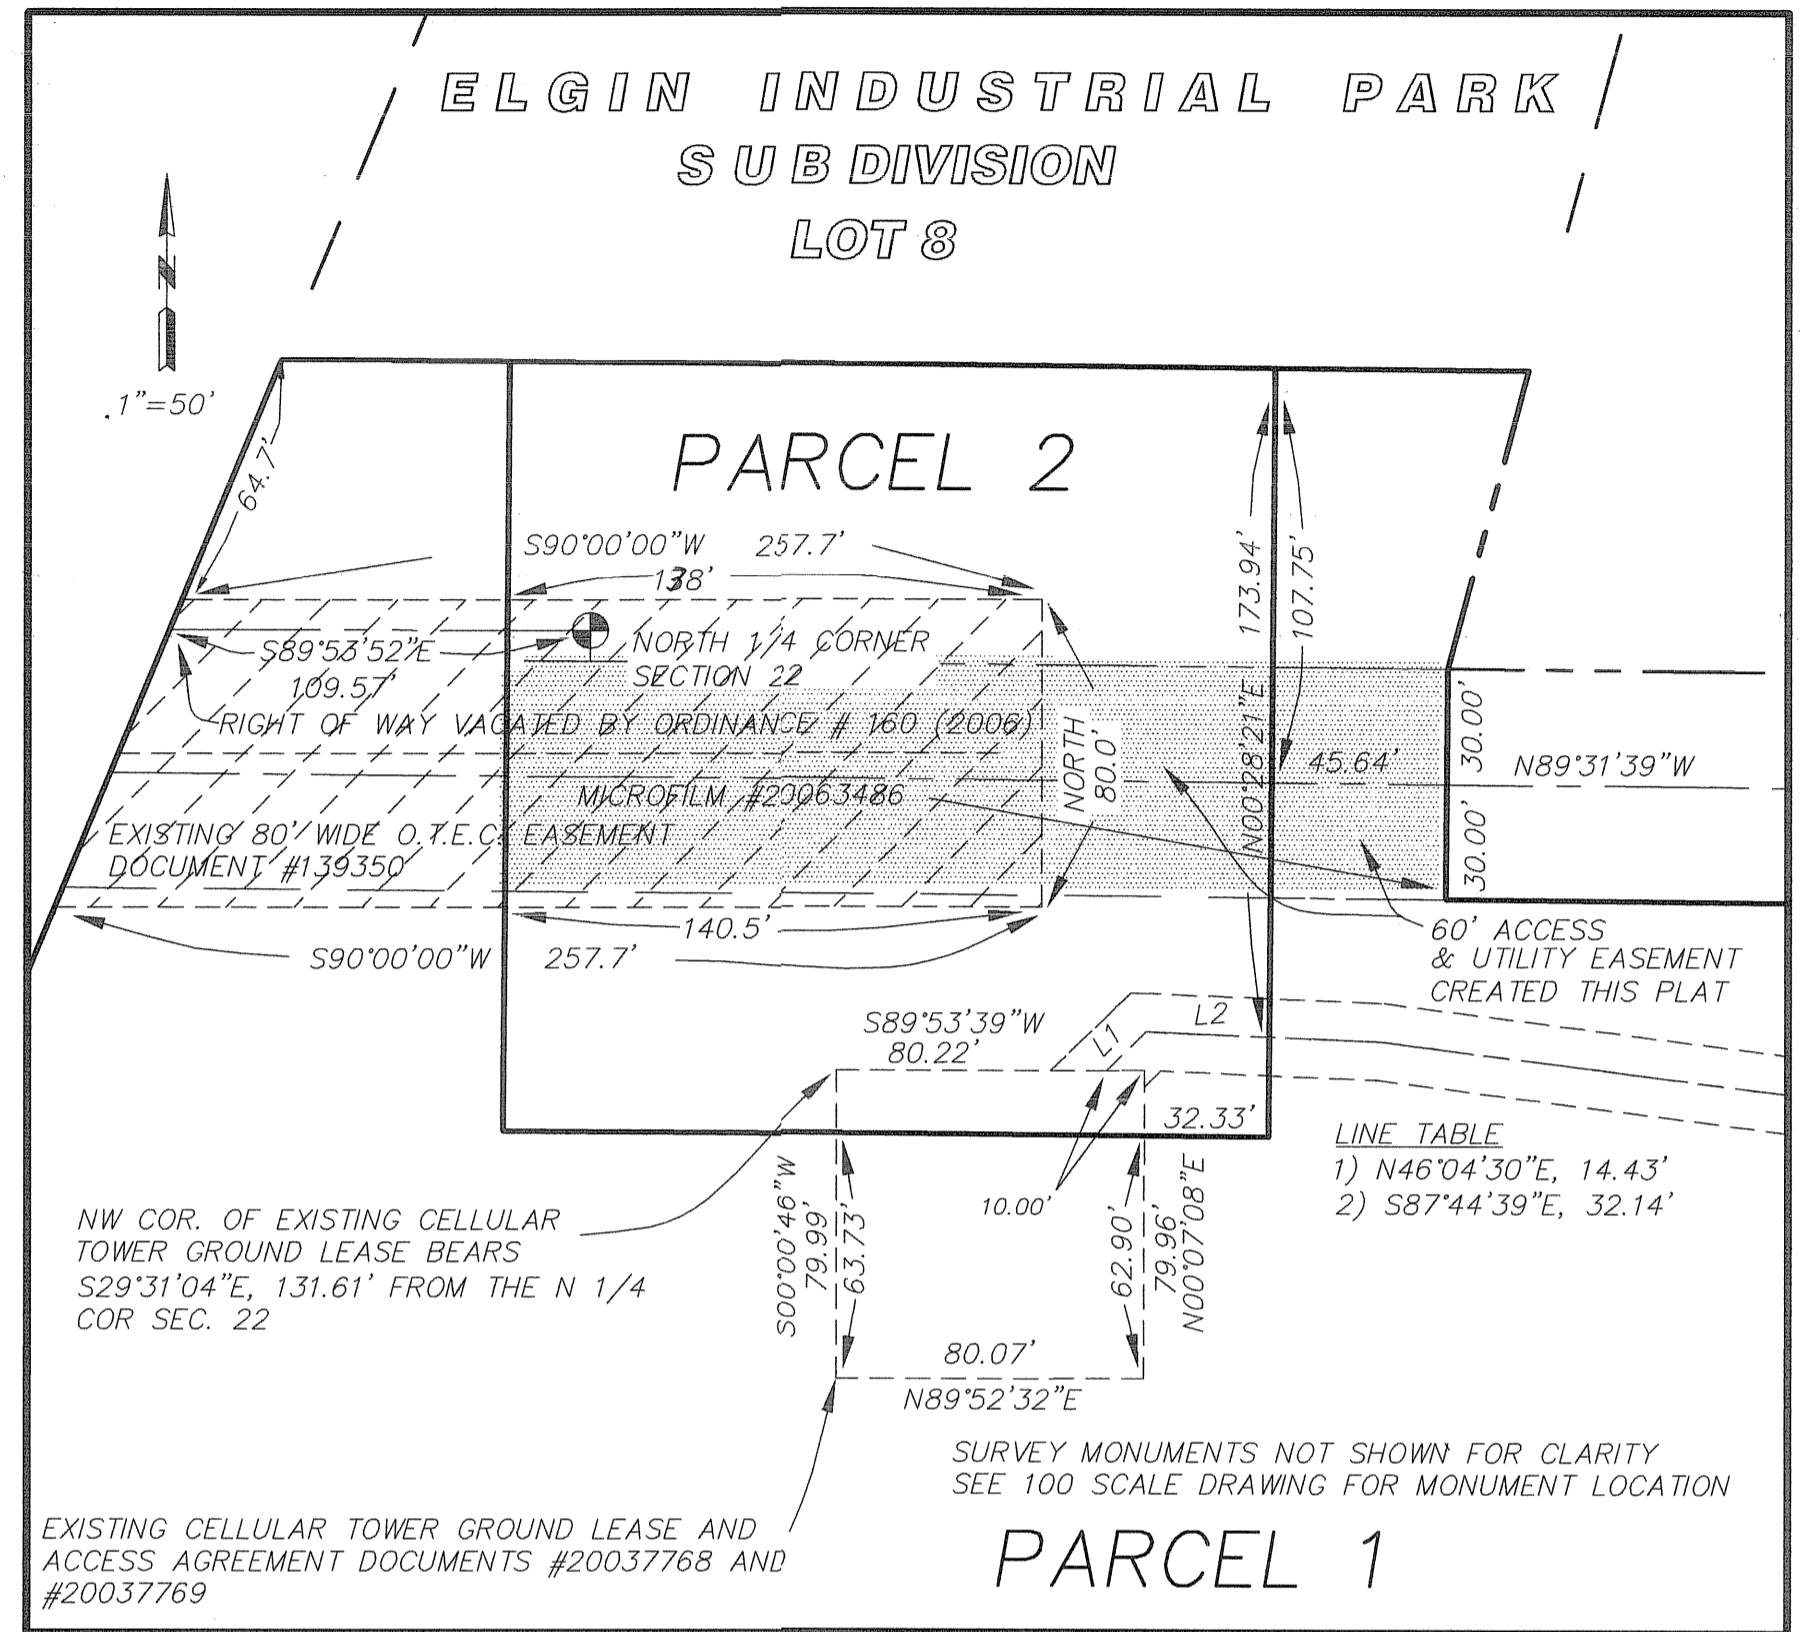 ELGIN INDUSTRIAL PARK
SUBDIVISION
LOT 8
N
.1"=50'
64.7'
PARCEL 2
S90°00'00"W 257.7'
138'
173.94'
107.75'
N00°28'21"E
S89°53'52"E
109.57'
NORTH 1/4 CORNER
SECTION 22
RIGHT OF WAY VACATED BY ORDINANCE # 160 (2006)
MICROFILM #20063486
NORTH
80.0'
45.64'
30.00'
30.00'
N89°31'39"W
EXISTING 80' WIDE O.T.E.C. EASEMENT
DOCUMENT #139350
140.5'
S90°00'00"W 257.7'
60' ACCESS
& UTILITY EASEMENT
CREATED THIS PLAT
S89°53'39"W
80.22'
L1
L2
32.33'
10.00'
LINE TABLE
1) N46°04'30"E, 14.43'
2) S87°44'39"E, 32.14'
NW COR. OF EXISTING CELLULAR
TOWER GROUND LEASE BEARS
S29°31'04"E, 131.61' FROM THE N 1/4
COR SEC. 22
S00°00'46"W
79.99'
63.73'
62.90'
79.96'
N00°07'08"E
80.07'
N89°52'32"E
SURVEY MONUMENTS NOT SHOWN FOR CLARITY
SEE 100 SCALE DRAWING FOR MONUMENT LOCATION
EXISTING CELLULAR TOWER GROUND LEASE AND
ACCESS AGREEMENT DOCUMENTS #20037768 AND
#20037769
PARCEL 1